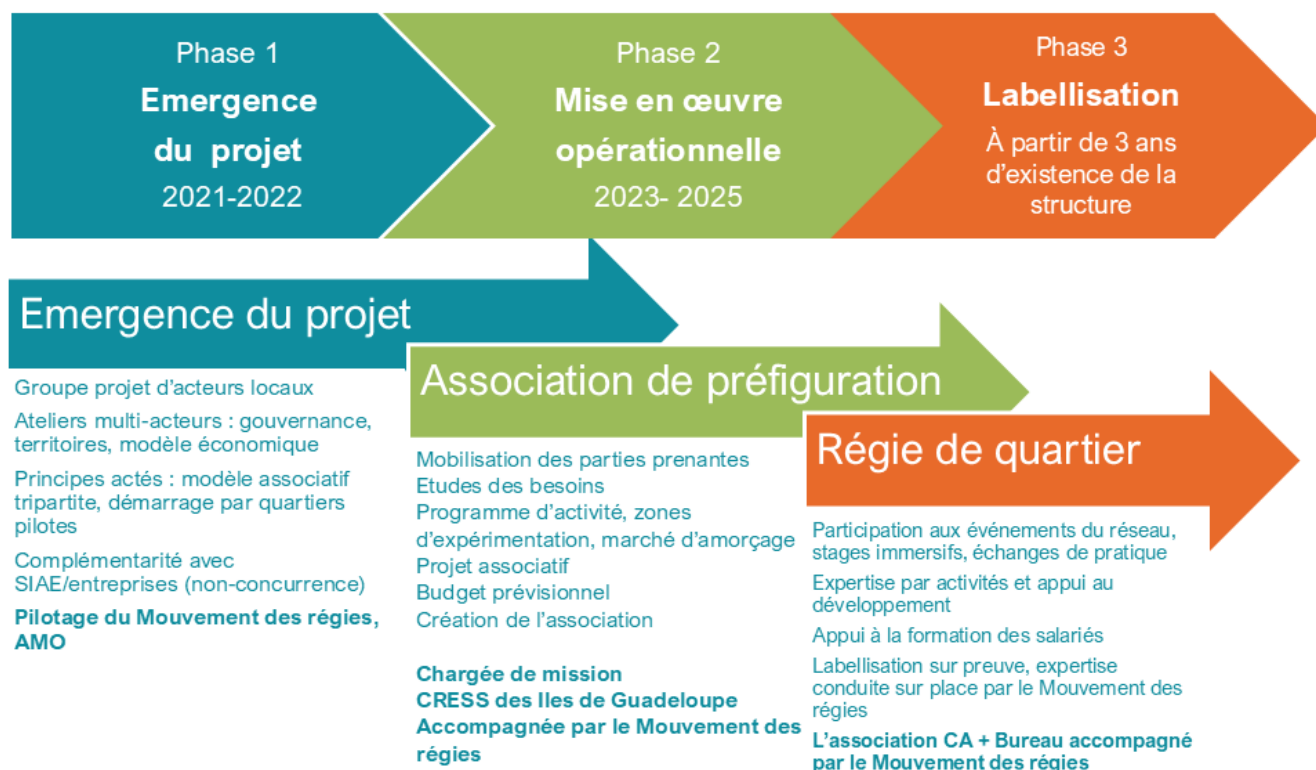 Phase 1
Emergence
du projet
2021-2022
Phase 2
Mise en œuvre
opérationnelle
2023- 2025
Phase 3
Labellisation
À partir de 3 ans
d'existence de la
structure
Emergence du projet
Groupe projet d'acteurs locaux
Ateliers multi-acteurs : gouvernance,
territoires, modèle économique
Principes actés : modèle associatif
tripartite, démarrage par quartiers
pilotes
Complémentarité avec
SIAE/entreprises (non-concurrence)
Pilotage du Mouvement des régies,
AMO
Association de préfiguration
Mobilisation des parties prenantes
Etudes des besoins
Programme d'activité, zones
d'expérimentation, marché d'amorçage
Projet associatif
Budget prévisionnel
Création de l'association
Chargée de mission
CRESS des Iles de Guadeloupe
Accompagnée par le Mouvement des
régies
Régie de quartier
Participation aux événements du réseau,
stages immersifs, échanges de pratique
Expertise par activités et appui au
développement
Appui à la formation des salariés
Labellisation sur preuve, expertise
conduite sur place par le Mouvement des
régies
L'association CA + Bureau accompagné
par le Mouvement des régies